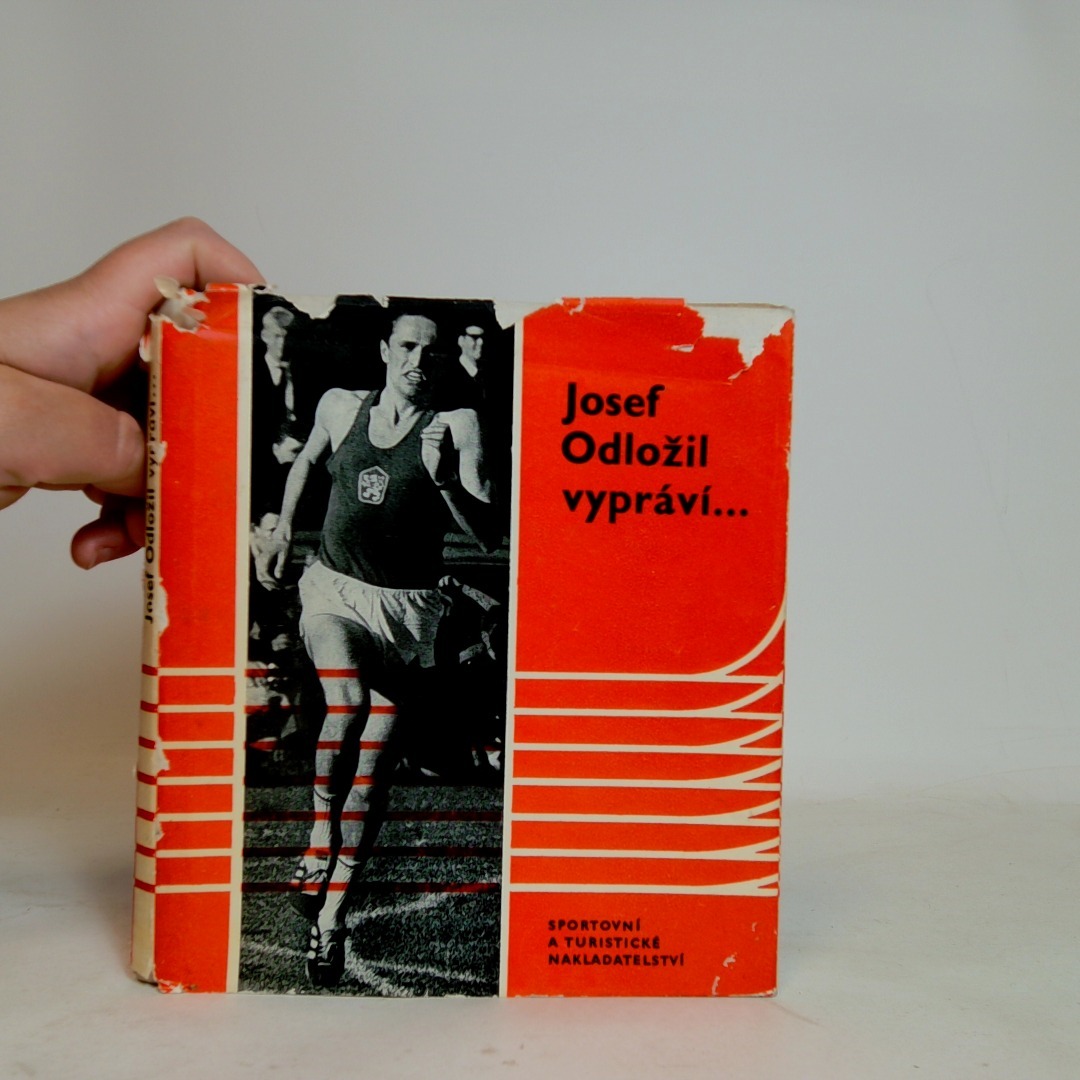 Josef
Odložil
vypráví...
SPORTOVNÍ
A TURISTICKÉ
NAKLADATELSTVÍ
Josef Odložil vypráví...